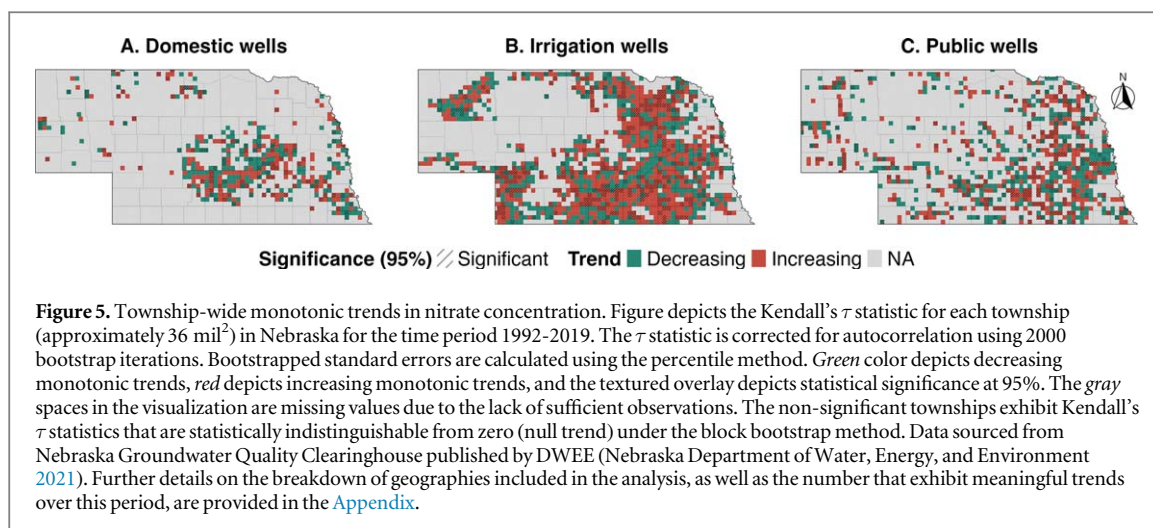 A. Domestic wells
B. Irrigation wells
C. Public wells
N
Significance (95%) Significant Trend Decreasing Increasing NA
Figure 5. Township-wide monotonic trends in nitrate concentration. Figure depicts the Kendall's τ statistic for each township
(approximately 36 mil²) in Nebraska for the time period 1992-2019. The τ statistic is corrected for autocorrelation using 2000
bootstrap iterations. Bootstrapped standard errors are calculated using the percentile method. Green color depicts decreasing
monotonic trends, red depicts increasing monotonic trends, and the textured overlay depicts statistical significance at 95%. The gray
spaces in the visualization are missing values due to the lack of sufficient observations. The non-significant townships exhibit Kendall's
τ statistics that are statistically indistinguishable from zero (null trend) under the block bootstrap method. Data sourced from
Nebraska Groundwater Quality Clearinghouse published by DWEE (Nebraska Department of Water, Energy, and Environment
2021). Further details on the breakdown of geographies included in the analysis, as well as the number that exhibit meaningful trends
over this period, are provided in the Appendix.